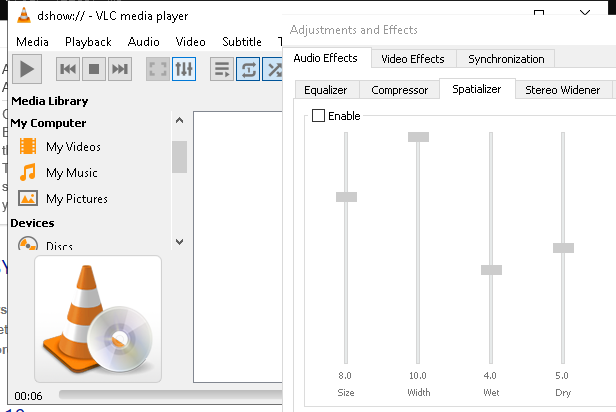 dshow:// - VLC media player
Media Playback Audio Video Subtitle
Media Library
My Computer
My Videos
My Music
My Pictures
Devices
Discs
00:06
Adjustments and Effects
Audio Effects Video Effects Synchronization
Equalizer Compressor Spatializer Stereo Widener
Enable
8.0 10.0 4.0 5.0
Size Width Wet Dry